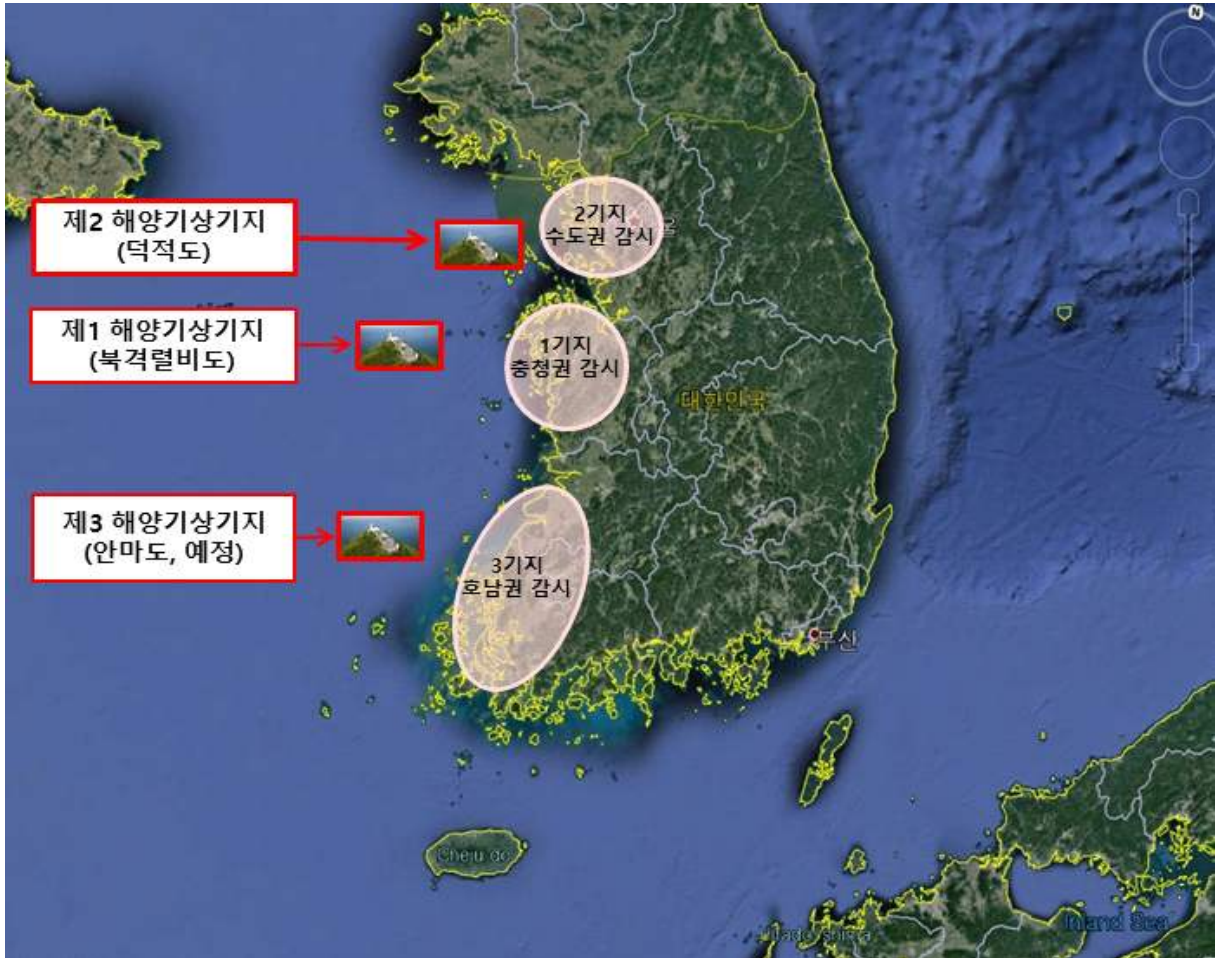 N
제2 해양기상기지
(덕적도)
2기지
수도권 감시
제1 해양기상기지
(북격렬비도)
1기지
충청권 감시
대한민국
제3 해양기상기지
(안마도, 예정)
3기지
호남권 감시
부산
Cheju do
Inland Sea